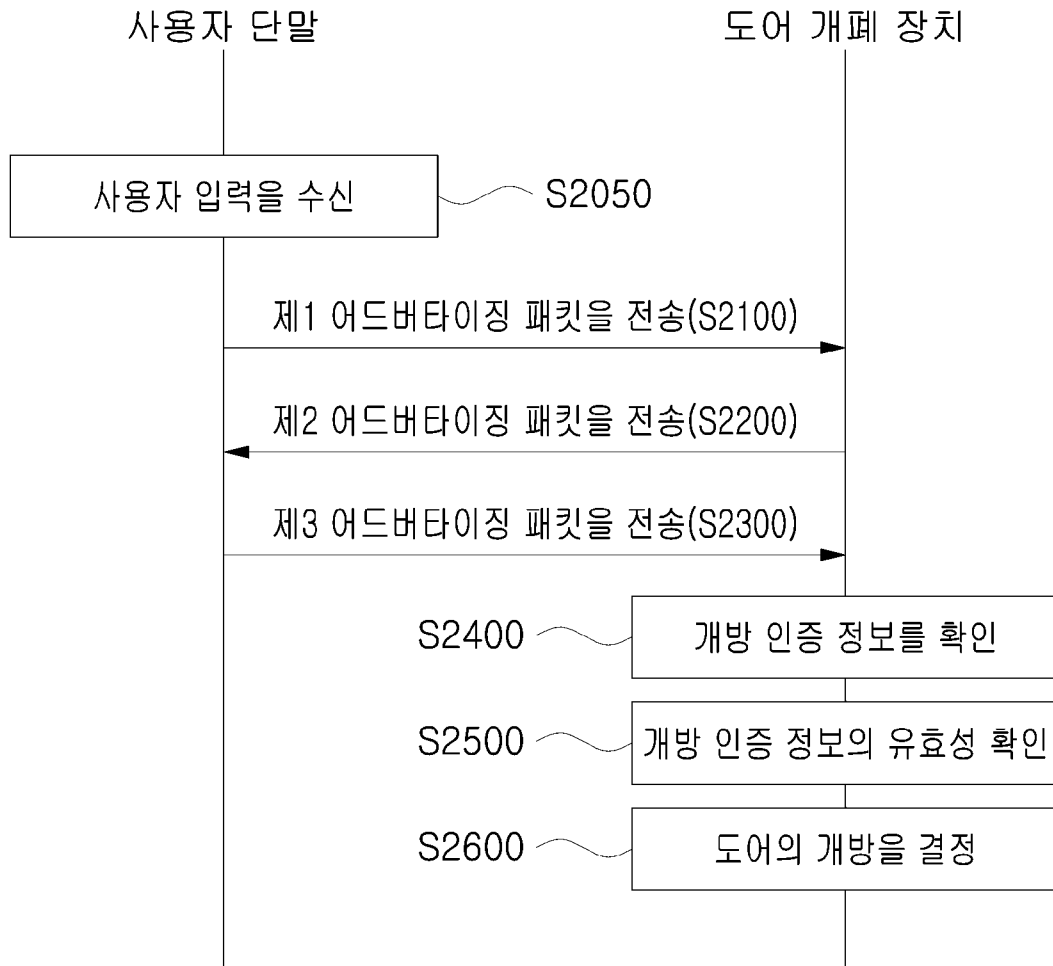 사용자 단말
도어 개폐 장치
사용자 입력을 수신
S2050
제1 어드버타이징 패킷을 전송(S2100)
제2 어드버타이징 패킷을 전송(S2200)
제3 어드버타이징 패킷을 전송(S2300)
S2400
개방 인증 정보를 확인
S2500
개방 인증 정보의 유효성 확인
S2600
도어의 개방을 결정